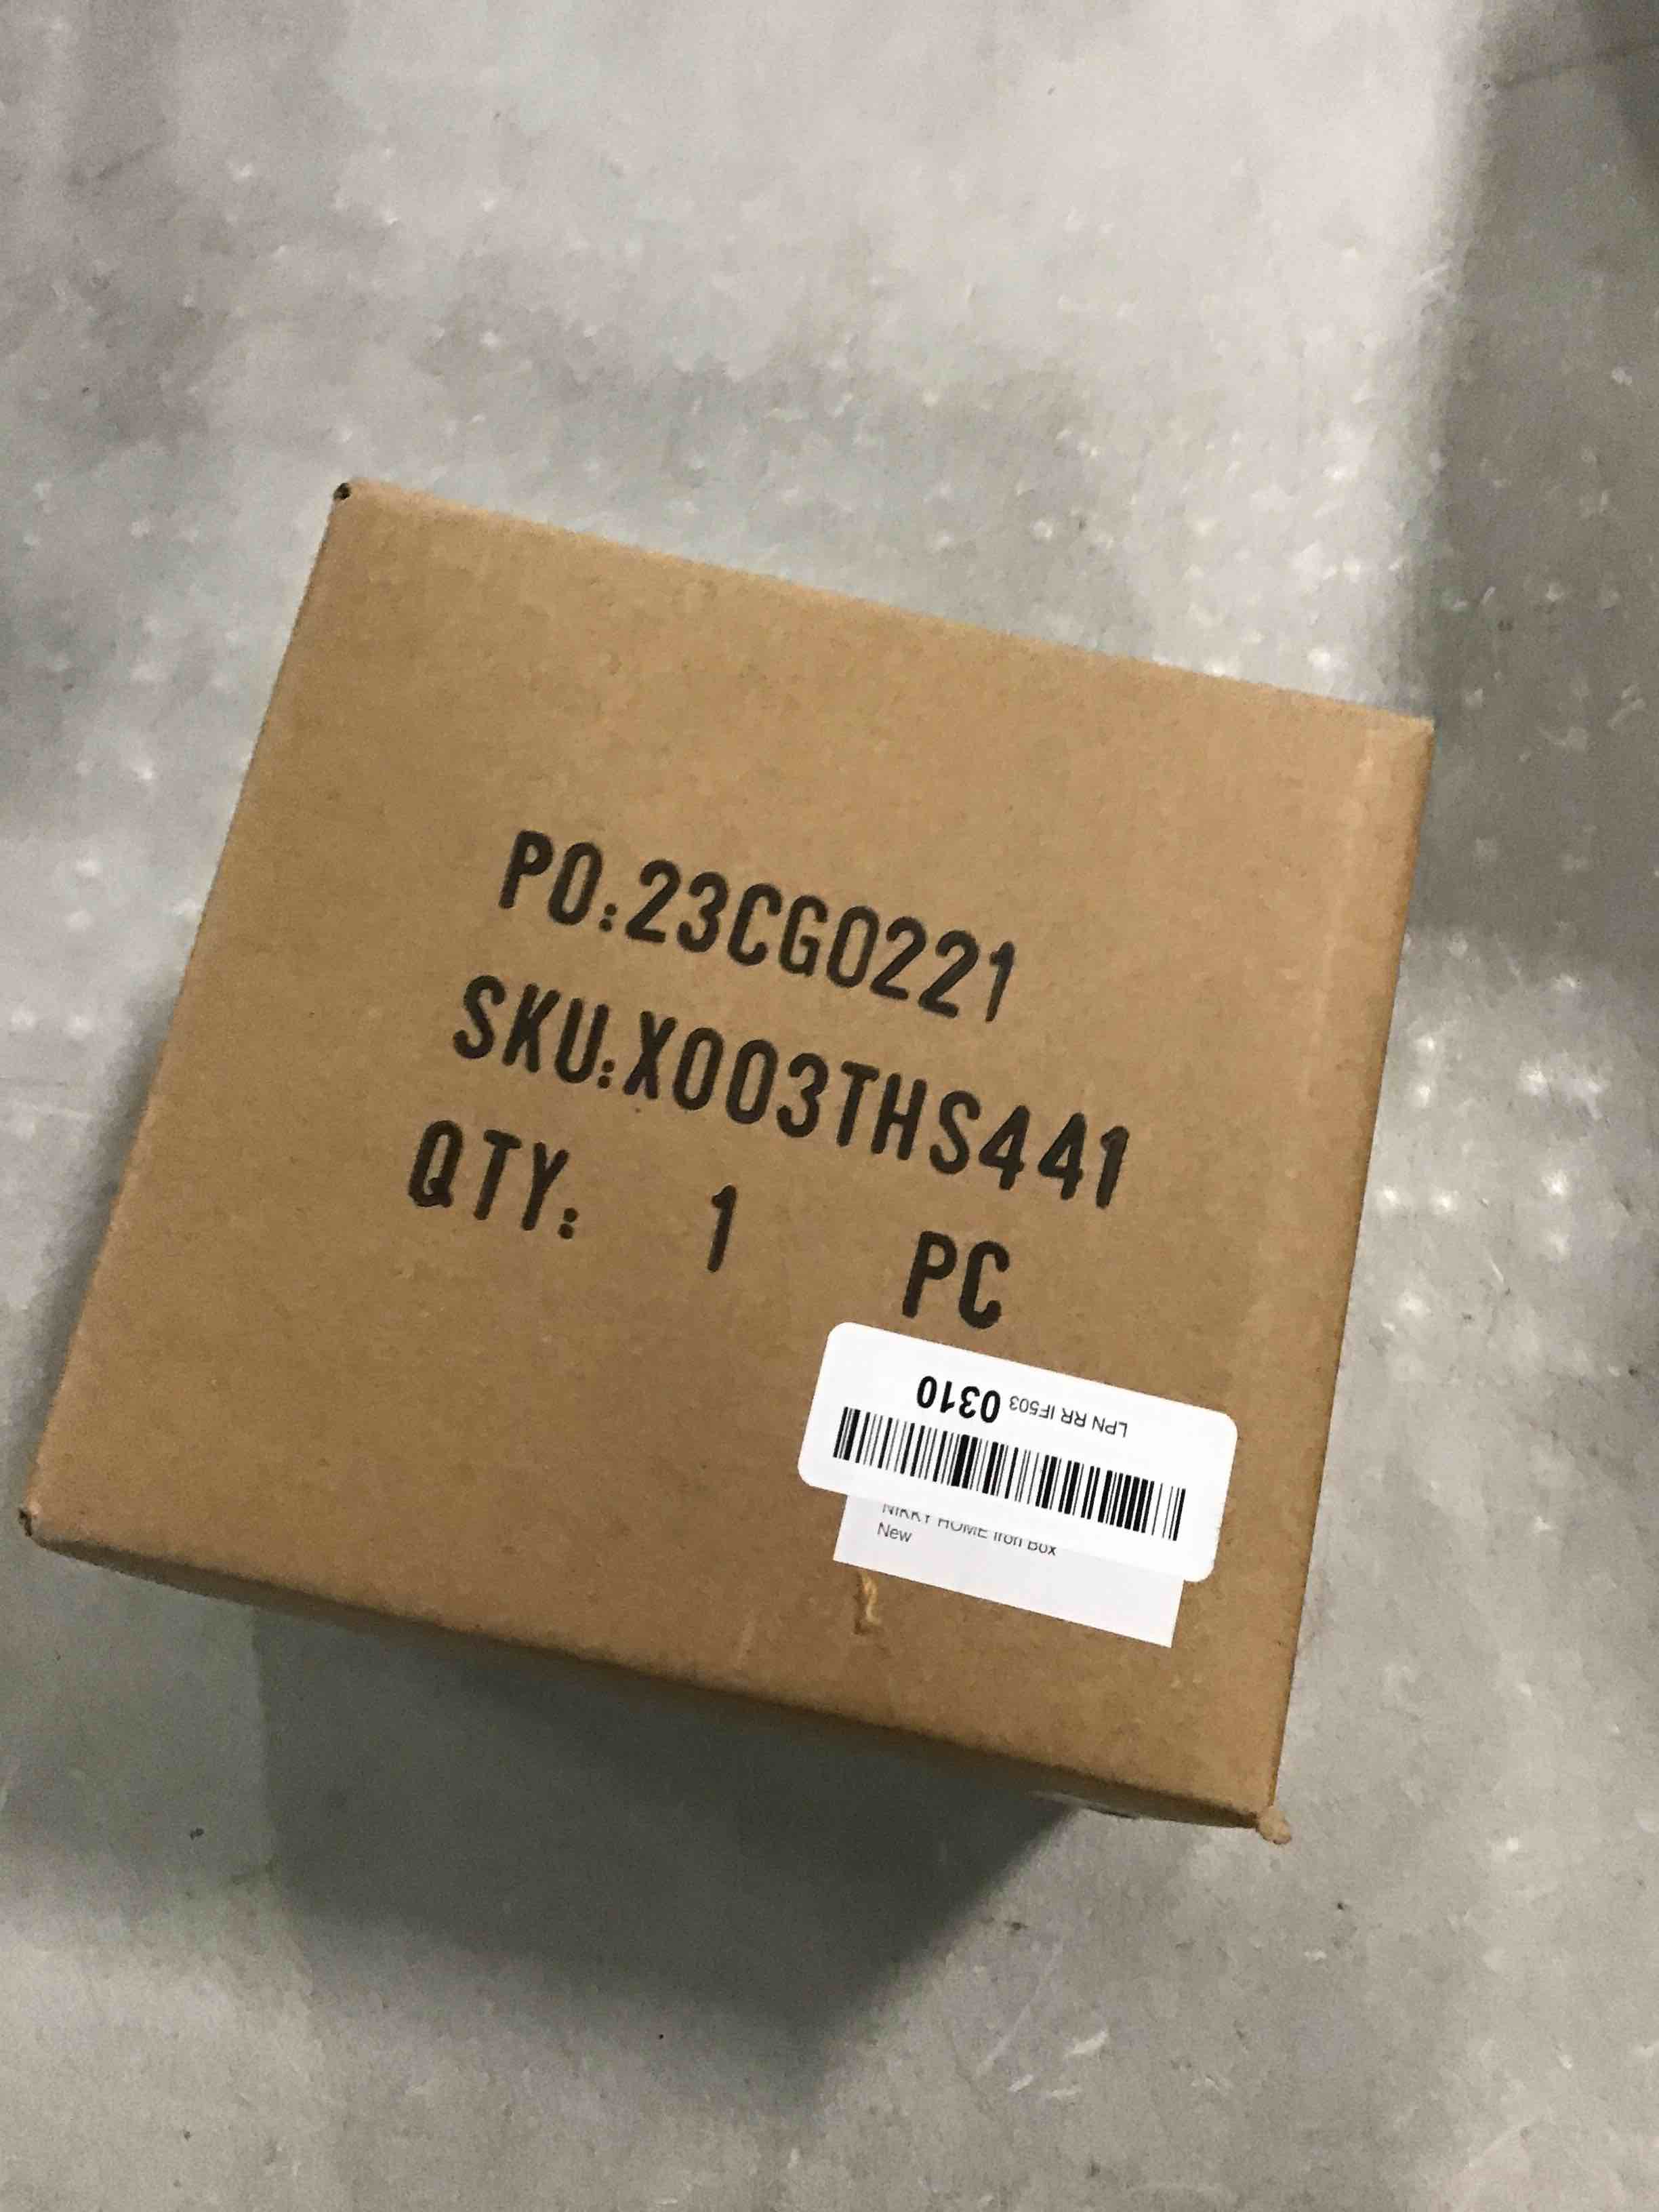 PO:23CG0221
SKU:X003THS441
QTY: 1 PC
LPN RR IF503 0310
NIKKY HOME Iron Box
New